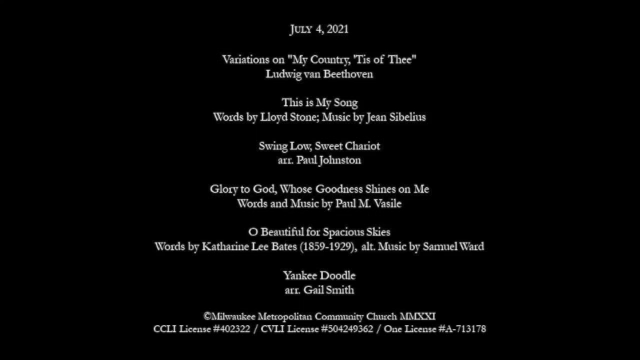 JULY 4, 2021
Variations on "My Country, 'Tis of Thee"
Ludwig van Beethoven
This is My Song
Words by Lloyd Stone; Music by Jean Sibelius
Swing Low, Sweet Chariot
arr. Paul Johnston
Glory to God, Whose Goodness Shines on Me
Words and Music by Paul M. Vasile
O Beautiful for Spacious Skies
Words by Katharine Lee Bates (1859-1929), alt. Music by Samuel Ward
Yankee Doodle
arr. Gail Smith
©Milwaukee Metropolitan Community Church MMXXI
CCLI License #402322 / CVLI License #504249362 / One License #A-713178